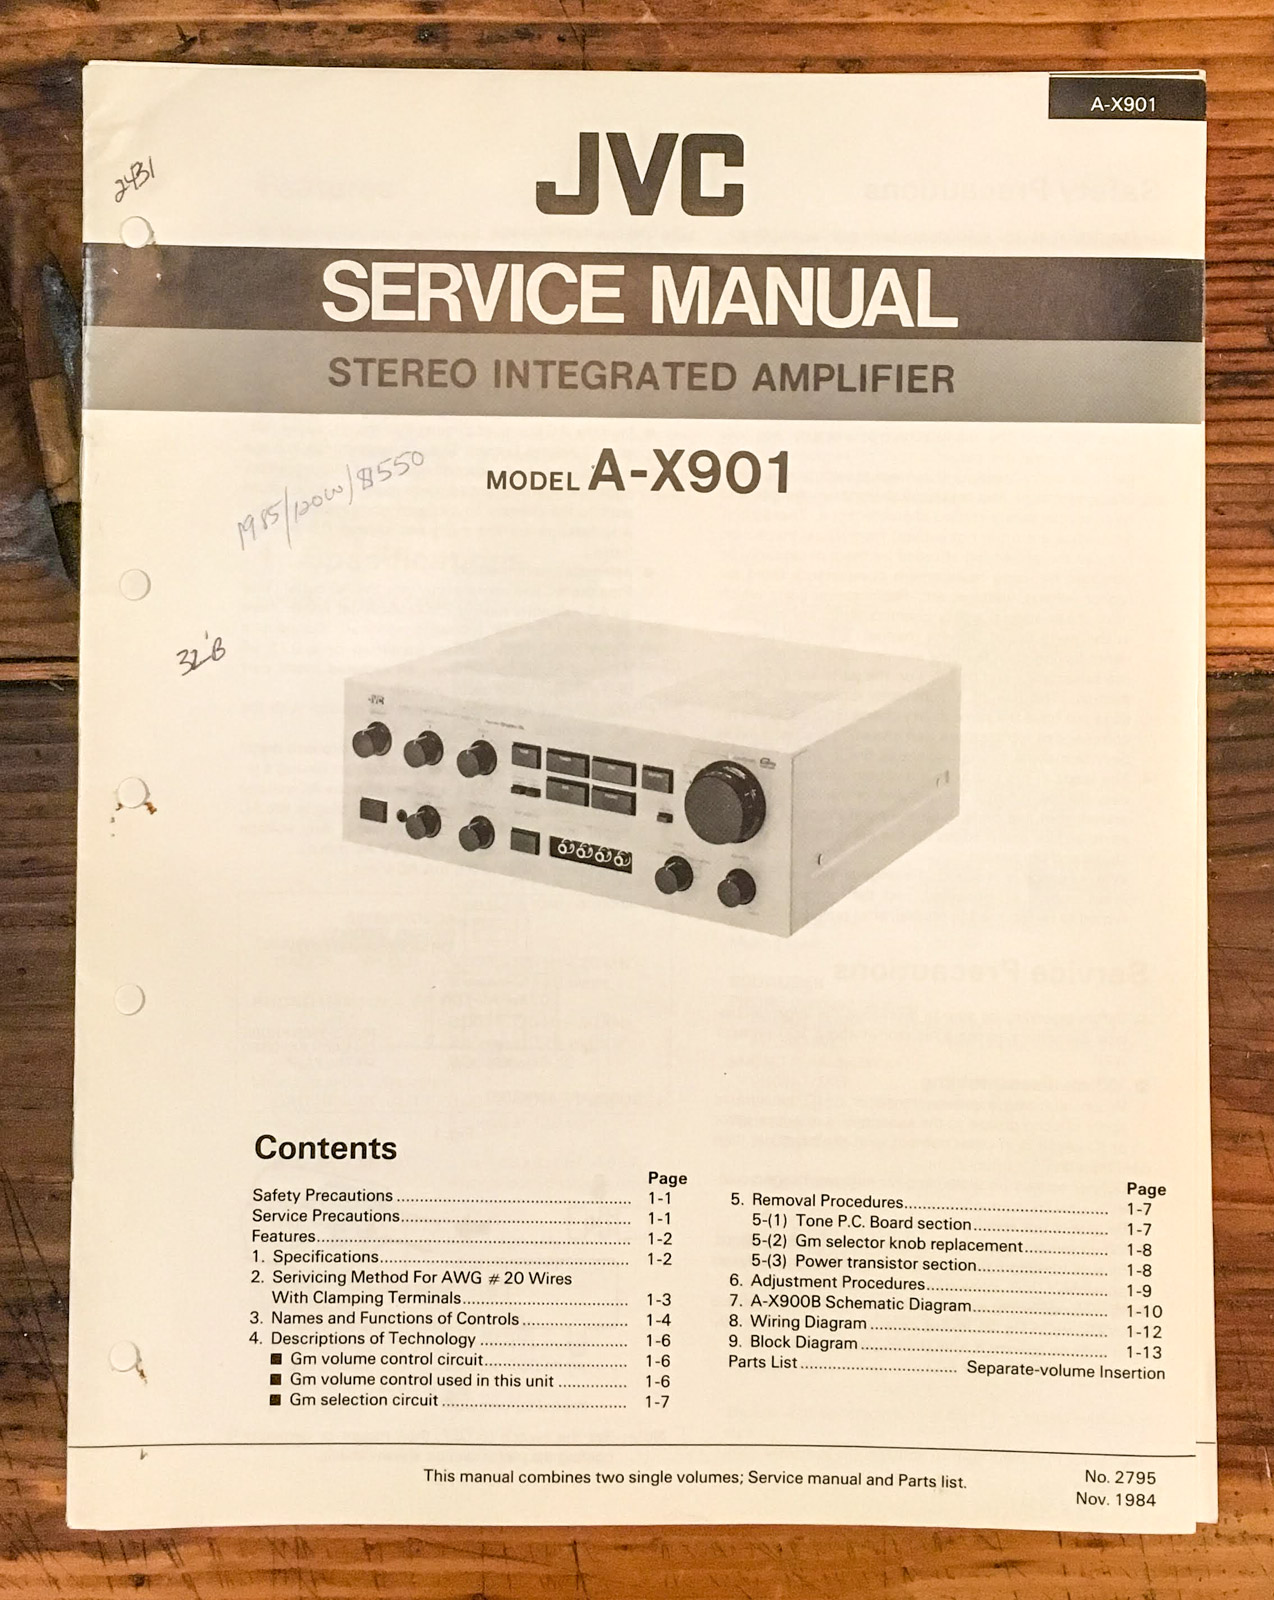 A-X901
JVC
2431
SERVICE MANUAL
STEREO INTEGRATED AMPLIFIER
MODEL A-X901
1985/120W/$550
JVC
Contents
Page
Safety Precautions ................ 1-1
Service Precautions ................ 1-1
Features ................ 1-2
1. Specifications ................ 1-2
2. Serivicing Method For AWG # 20 Wires
With Clamping Terminals ................ 1-3
3. Names and Functions of Controls ................ 1-4
4. Descriptions of Technology ................ 1-6
■ Gm volume control circuit ................ 1-6
■ Gm volume control used in this unit ................ 1-6
■ Gm selection circuit ................ 1-7
Page
5. Removal Procedures ................ 1-7
5-(1) Tone P.C. Board section ................ 1-7
5-(2) Gm selector knob replacement ................ 1-8
5-(3) Power transistor section ................ 1-8
6. Adjustment Procedures ................ 1-9
7. A-X900B Schematic Diagram ................ 1-10
8. Wiring Diagram ................ 1-12
9. Block Diagram ................ 1-13
Parts List ................ Separate-volume Insertion
This manual combines two single volumes; Service manual and Parts list.
No. 2795
Nov. 1984